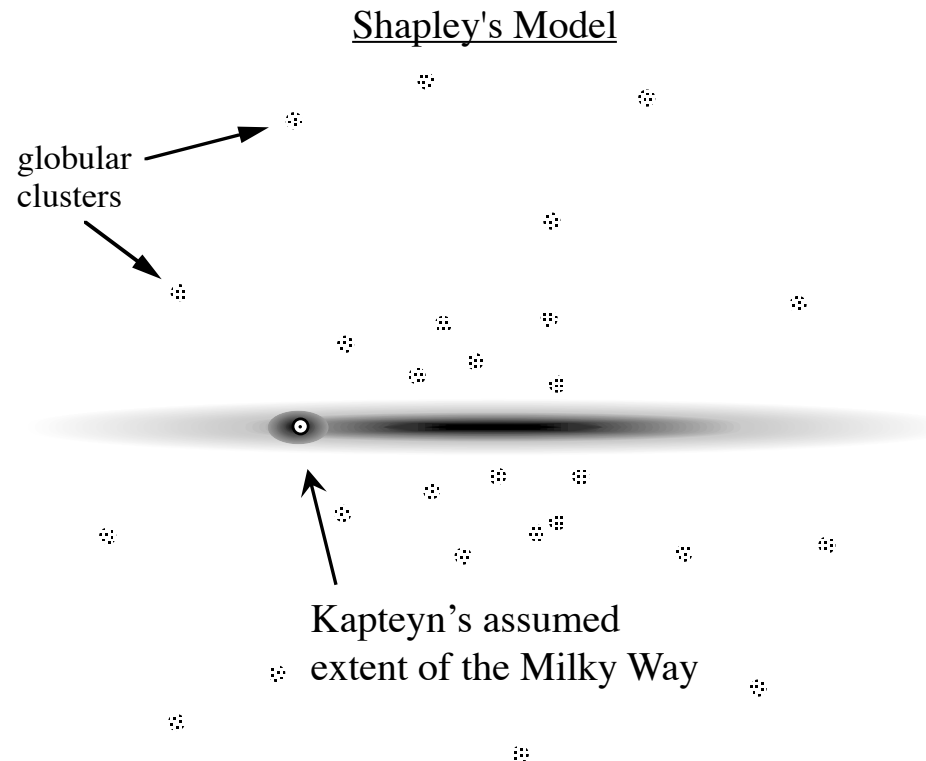 Shapley's Model
globular
clusters
Kapteyn’s assumed
extent of the Milky Way